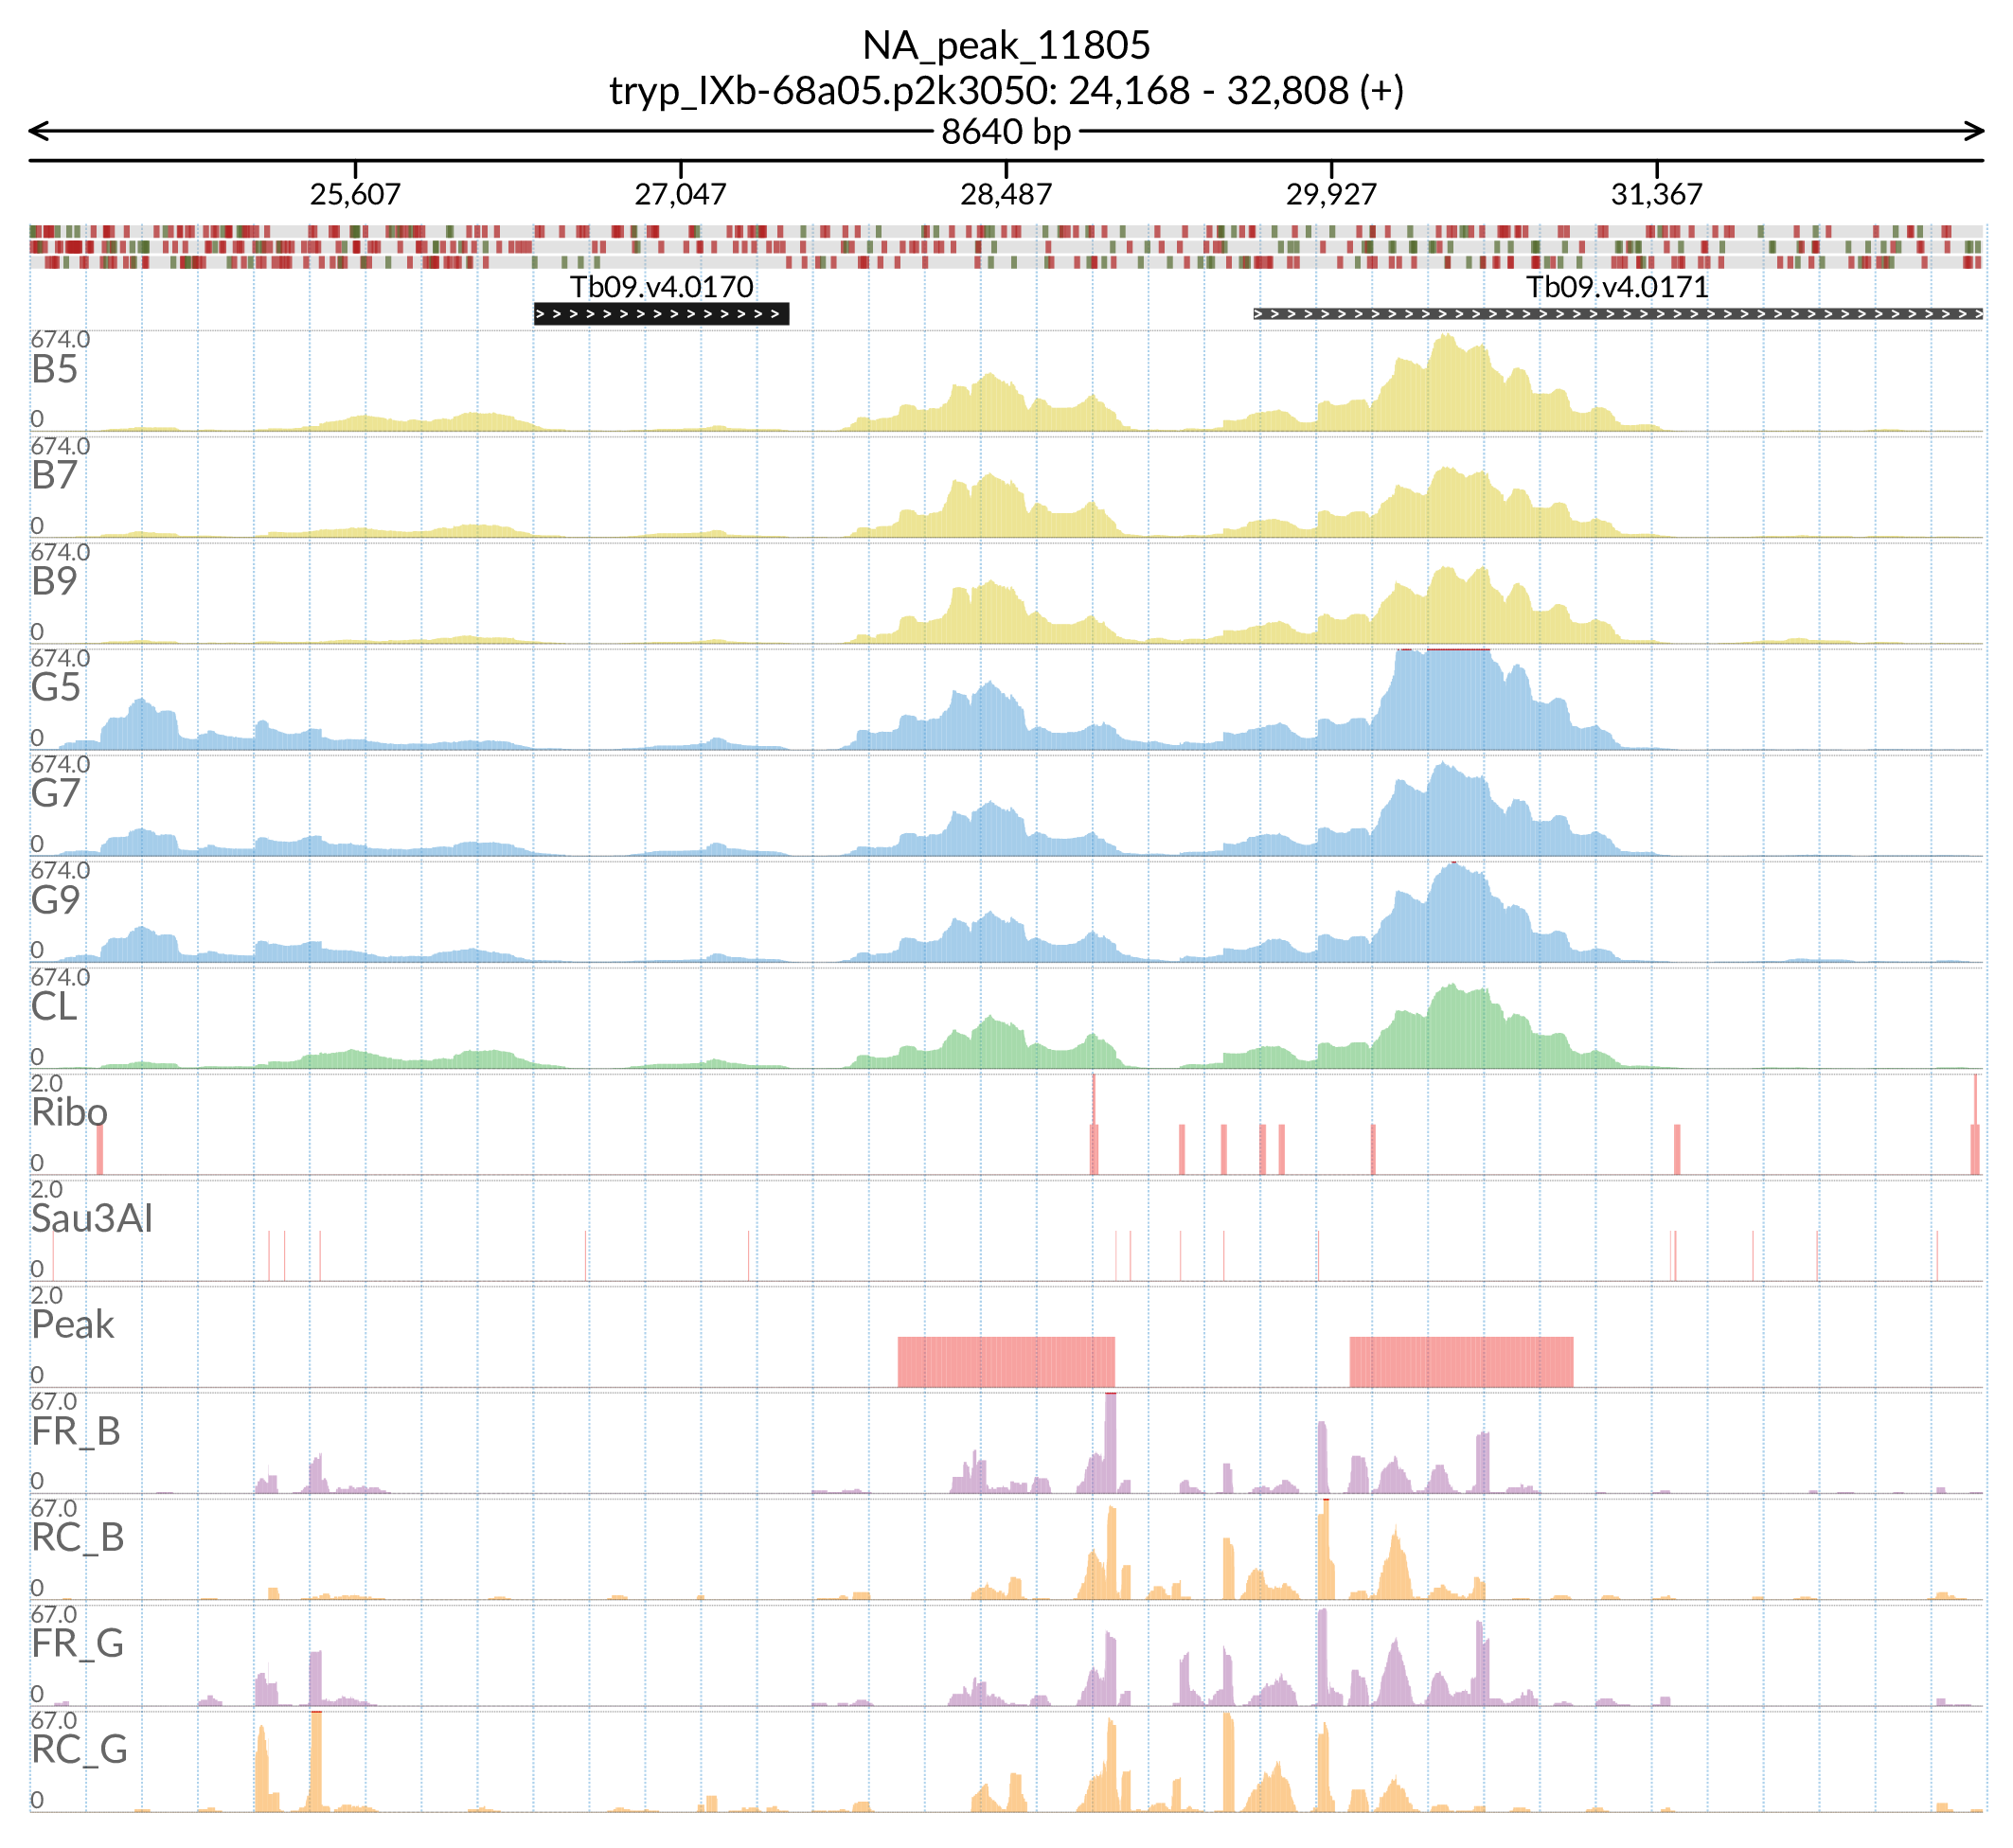 NA_peak_11805
tryp_IXb-68a05.p2k3050: 24,168 - 32,808 (+)
8640 bp
25,607 27,047 28,487 29,927 31,367
Tb09.v4.0170 Tb09.v4.0171
674.0
B5
0
674.0
B7
0
674.0
B9
0
674.0
G5
0
674.0
G7
0
674.0
G9
0
674.0
CL
0
2.0
Ribo
0
2.0
Sau3AI
0
2.0
Peak
0
67.0
FR_B
0
67.0
RC_B
0
67.0
FR_G
0
67.0
RC_G
0